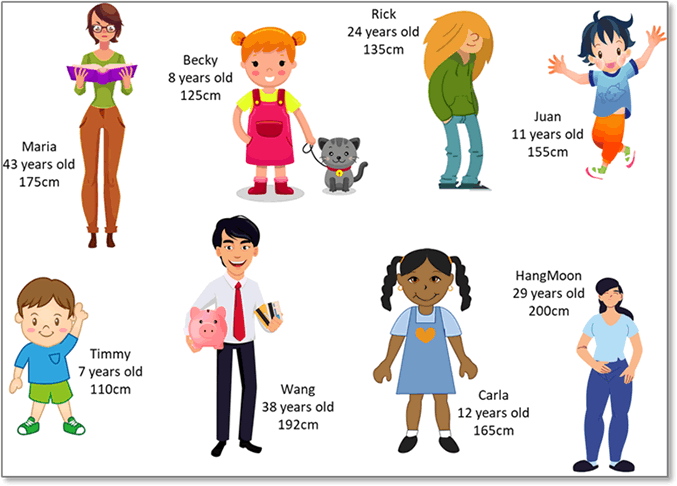 Maria
43 years old
175cm
Becky
8 years old
125cm
Rick
24 years old
135cm
Juan
11 years old
155cm
Timmy
7 years old
110cm
Wang
38 years old
192cm
Carla
12 years old
165cm
HangMoon
29 years old
200cm